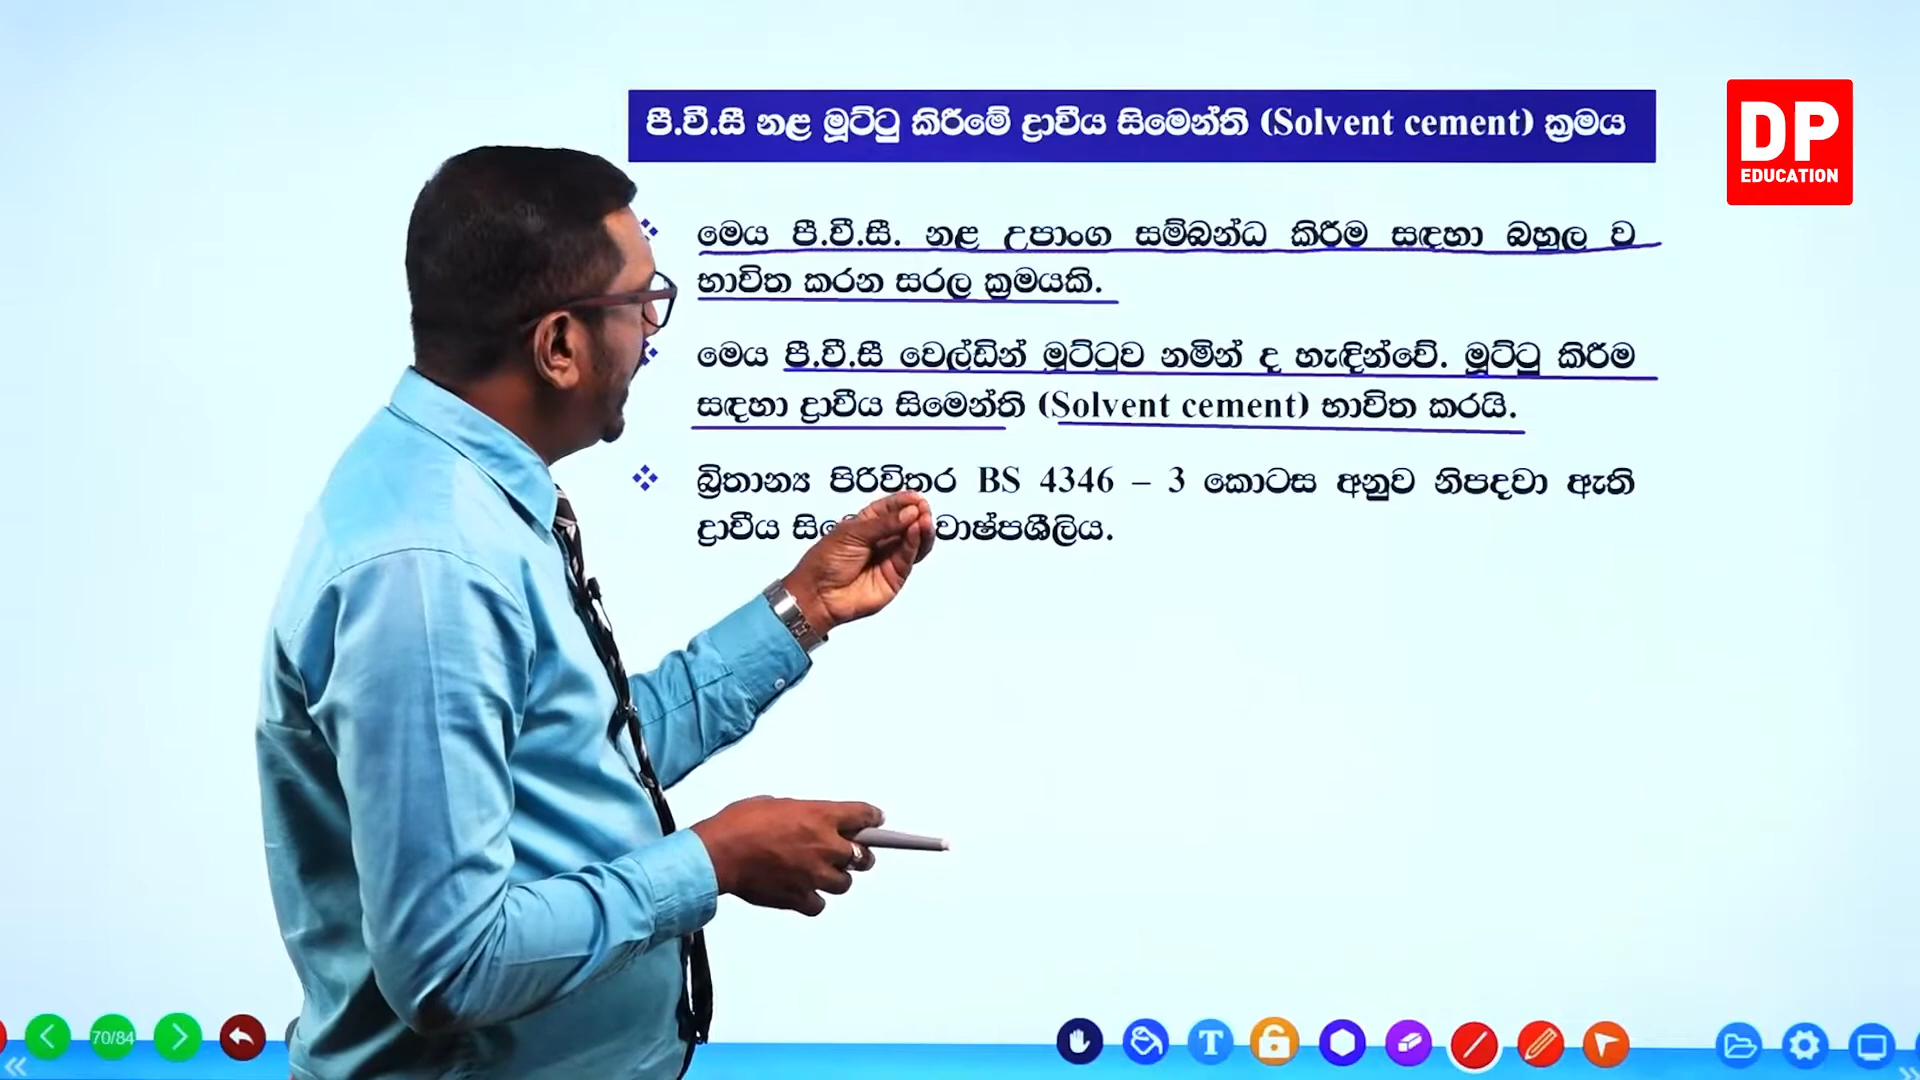 පී.වී.සී නළ මූට්ටු කිරීමේ ද්‍රාවීය සිමෙන්ති (Solvent cement) ක්‍රමය
DP
EDUCATION
මෙය පී.වී.සී. නළ උපාංග සම්බන්ධ කිරීම සඳහා බහුල ව
භාවිත කරන සරල ක්‍රමයකි.
මෙය පී.වී.සී වෙල්ඩින් මූට්ටුව නමින් ද හැඳින්වේ. මූට්ටු කිරීම
සඳහා ද්‍රාවීය සිමෙන්ති (Solvent cement) භාවිත කරයි.
බ්‍රිතාන්‍ය පිරිවිතර BS 4346 – 3 කොටස අනුව නිපදවා ඇති
ද්‍රාවීය වාෂ්පශීලිය.
70/84
T